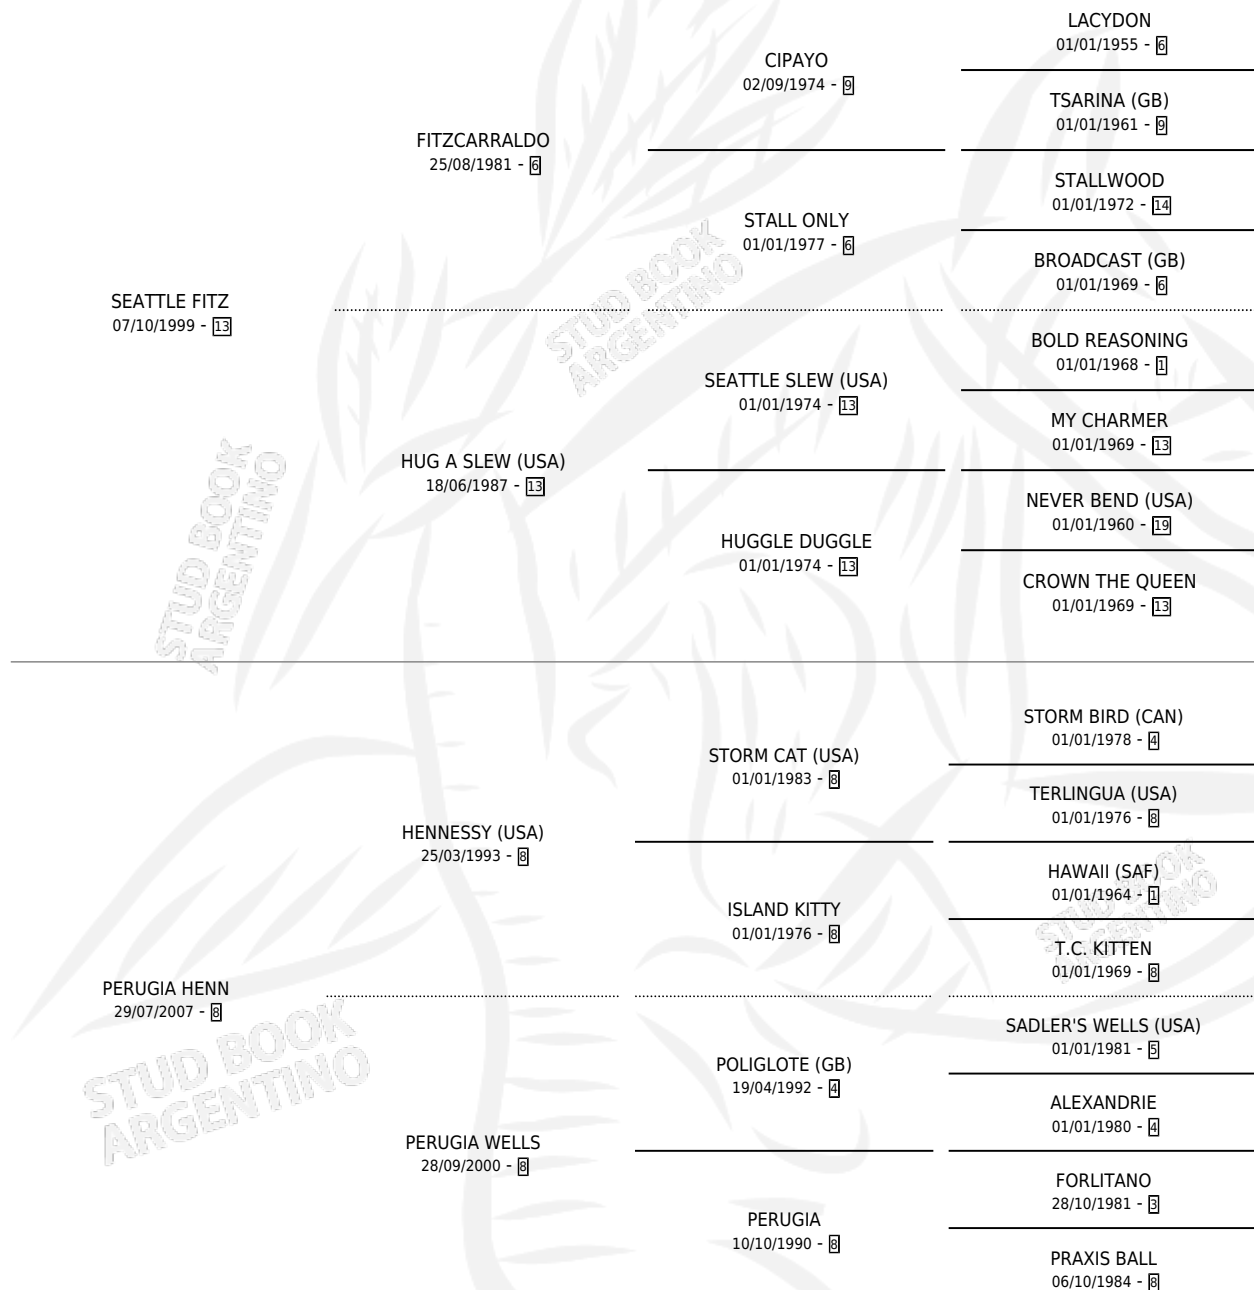 LACYDON
01/01/1955 - 6
CIPAYO
02/09/1974 - 9
TSARINA (GB)
01/01/1961 - 9
FITZCARRALDO
25/08/1981 - 6
STALLWOOD
01/01/1972 - 14
STALL ONLY
01/01/1977 - 6
BROADCAST (GB)
01/01/1969 - 6
SEATTLE FITZ
07/10/1999 - 13
STUD BOOK
ARGENTINO
BOLD REASONING
01/01/1968 - 1
SEATTLE SLEW (USA)
01/01/1974 - 13
MY CHARMER
01/01/1969 - 13
HUG A SLEW (USA)
18/06/1987 - 13
NEVER BEND (USA)
01/01/1960 - 19
HUGGLE DUGGLE
01/01/1974 - 13
CROWN THE QUEEN
01/01/1969 - 13
STUD BOOK
ARGENTINO
STORM BIRD (CAN)
01/01/1978 - 4
STORM CAT (USA)
01/01/1983 - 8
TERLINGUA (USA)
01/01/1976 - 8
HENNESSY (USA)
25/03/1993 - 8
HAWAII (SAF)
01/01/1964 - 1
ISLAND KITTY
01/01/1976 - 8
STUD BOOK
ARGENTINO
T.C. KITTEN
01/01/1969 - 8
PERUGIA HENN
29/07/2007 - 8
SADLER'S WELLS (USA)
01/01/1981 - 5
POLIGLOTE (GB)
19/04/1992 - 4
STUD BOOK
ARGENTINO
ALEXANDRIE
01/01/1980 - 4
PERUGIA WELLS
28/09/2000 - 8
FORLITANO
28/10/1981 - 3
PERUGIA
10/10/1990 - 8
PRAXIS BALL
06/10/1984 - 8